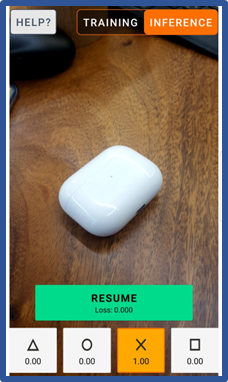 HELP?
TRAINING
INFERENCE
RESUME
Loss: 0.000
0.00
0.00
1.00
0.00